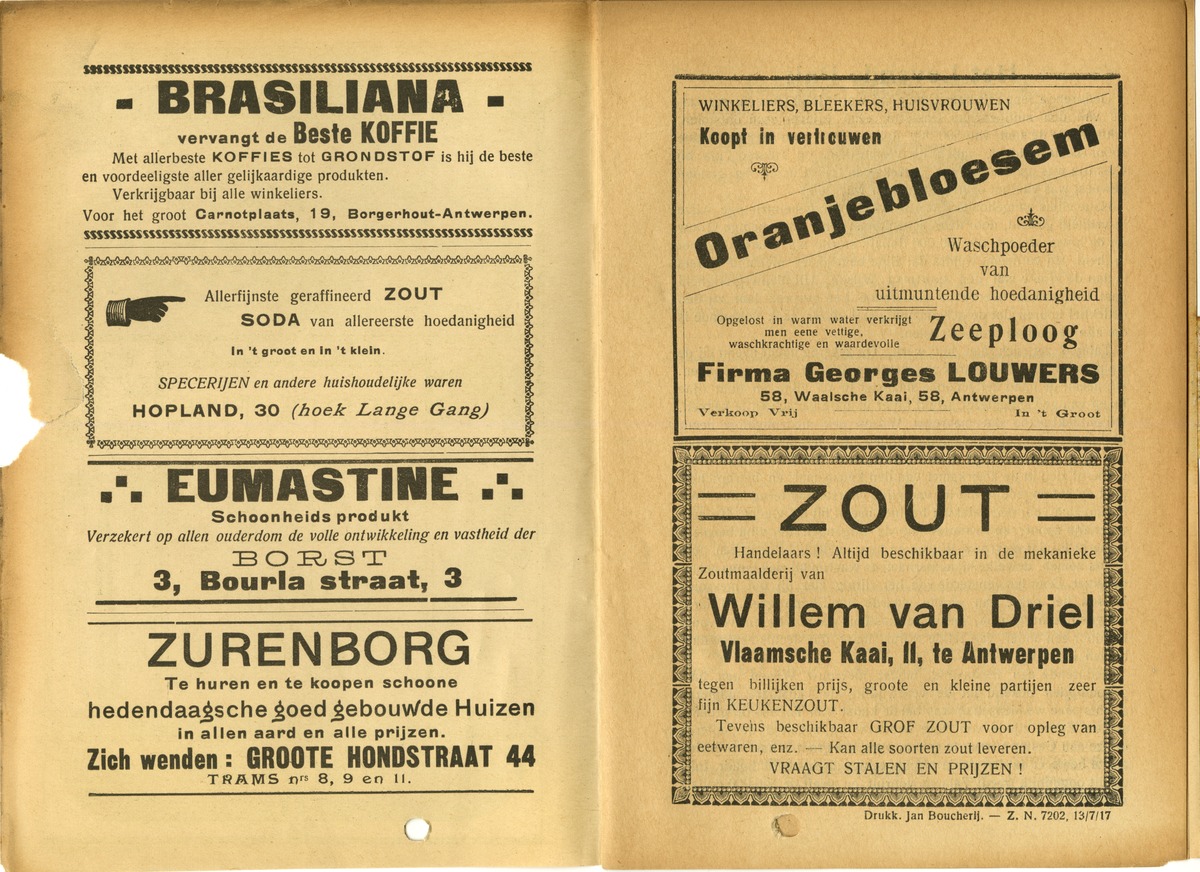 - BRASILIANA -
vervangt de Beste KOFFIE
Met allerbeste KOFFIES tot GRONDSTOF is hij de beste
en voordeeligste aller gelijkaardige produkten.
Verkrijgbaar bij alle winkeliers.
Voor het groot Carnotplaats, 19, Borgerhout-Antwerpen.
Allerfijnste geraffineerd ZOUT
SODA van allereerste hoedanigheid
In 't groot en in 't klein.
SPECERIJEN en andere huishoudelijke waren
HOPLAND, 30 (hoek Lange Gang)
EUMASTINE
Schoonheids produkt
Verzekert op allen ouderdom de volle ontwikkeling en vastheid der
BORST
3, Bourla straat, 3
ZURENBORG
Te huren en te koopen schoone
hedendaagsche goed gebouwde Huizen
in allen aard en alle prijzen.
Zich wenden : GROOTE HONDSTRAAT 44
TRAMS nrs 8, 9 en 11.
WINKELIERS, BLEEKERS, HUISVROUWEN
Koopt in vertrouwen
Oranjebloesem
Waschpoeder
van
uitmuntende hoedanigheid
Opgelost in warm water verkrijgt
men eene vettige,
waschkrachtige en waardevolle
Zeeploog
Firma Georges LOUWERS
58, Waalsche Kaai, 58, Antwerpen
Verkoop Vrij In 't Groot
ZOUT
Handelaars ! Altijd beschikbaar in de mekanieke
Zoutmaalderij van
Willem van Driel
Vlaamsche Kaai, 11, te Antwerpen
tegen billijken prijs, groote en kleine partijen zeer
fijn KEUKENZOUT.
Tevens beschikbaar GROF ZOUT voor opleg van
eetwaren, enz. — Kan alle soorten zout leveren.
VRAAGT STALEN EN PRIJZEN !
Drukk. Jan Boucherij. — Z. N. 7202, 13/7/17